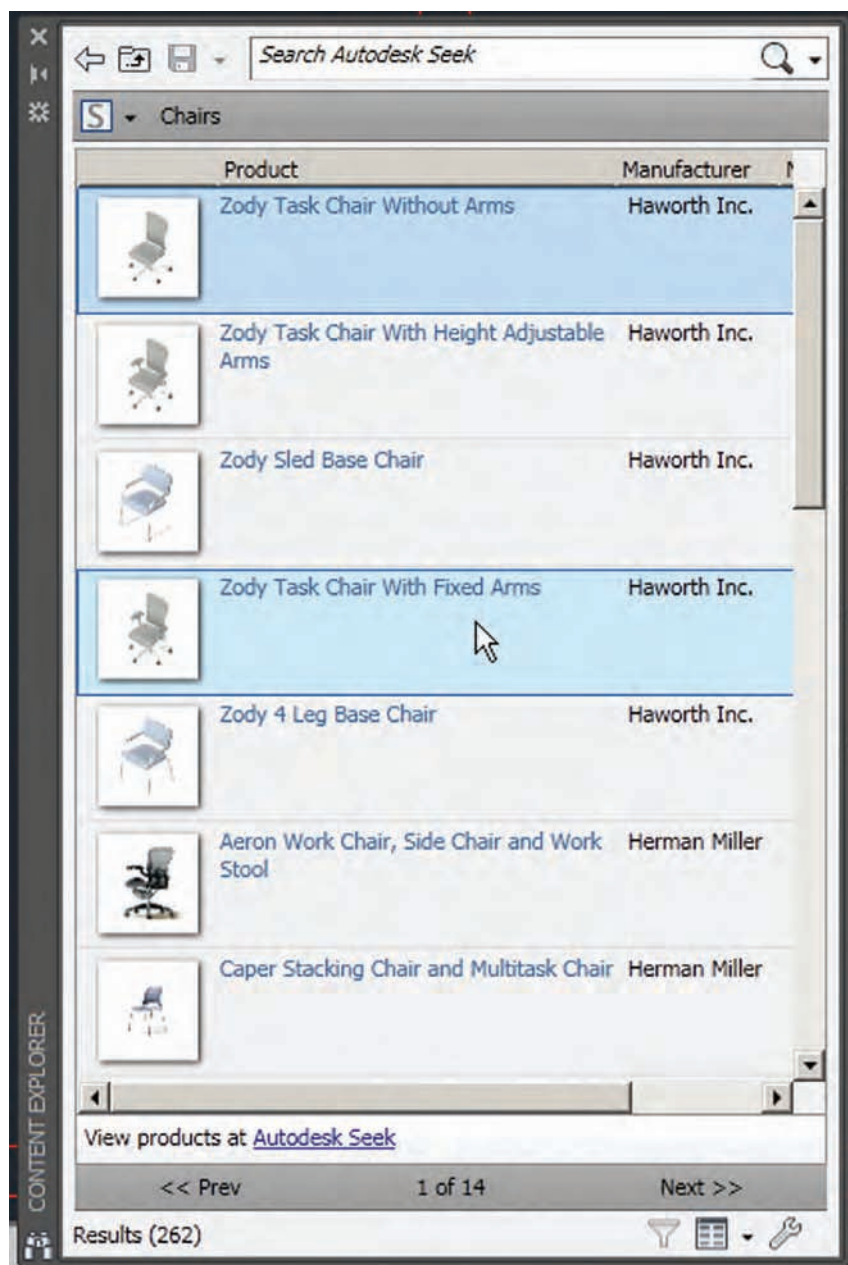 Search Autodesk Seek
S Chairs
Product Manufacturer
Zody Task Chair Without Arms Haworth Inc.
Zody Task Chair With Height Adjustable Haworth Inc.
Arms
Zody Sled Base Chair Haworth Inc.
Zody Task Chair With Fixed Arms Haworth Inc.
Zody 4 Leg Base Chair Haworth Inc.
Aeron Work Chair, Side Chair and Work Herman Miller
Stool
Caper Stacking Chair and Multitask Chair Herman Miller
View products at Autodesk Seek
<< Prev 1 of 14 Next >>
Results (262)
CONTENT EXPLORER